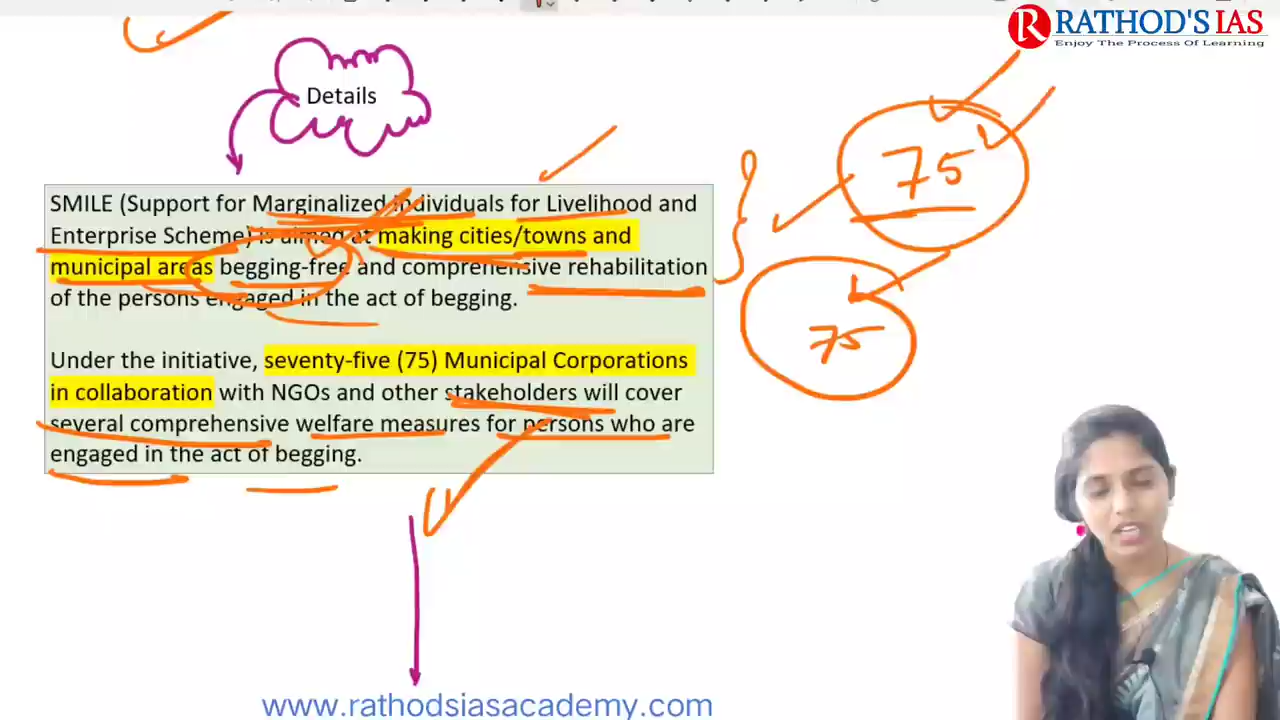 RATHOD'S IAS
Enjoy The Process Of Learning
Details
75
SMILE (Support for Marginalized Individuals for Livelihood and
Enterprise Scheme) is aimed at making cities/towns and
municipal areas begging-free and comprehensive rehabilitation
of the persons engaged in the act of begging.
75
Under the initiative, seventy-five (75) Municipal Corporations
in collaboration with NGOs and other stakeholders will cover
several comprehensive welfare measures for persons who are
engaged in the act of begging.
www.rathodsiasacademy.com